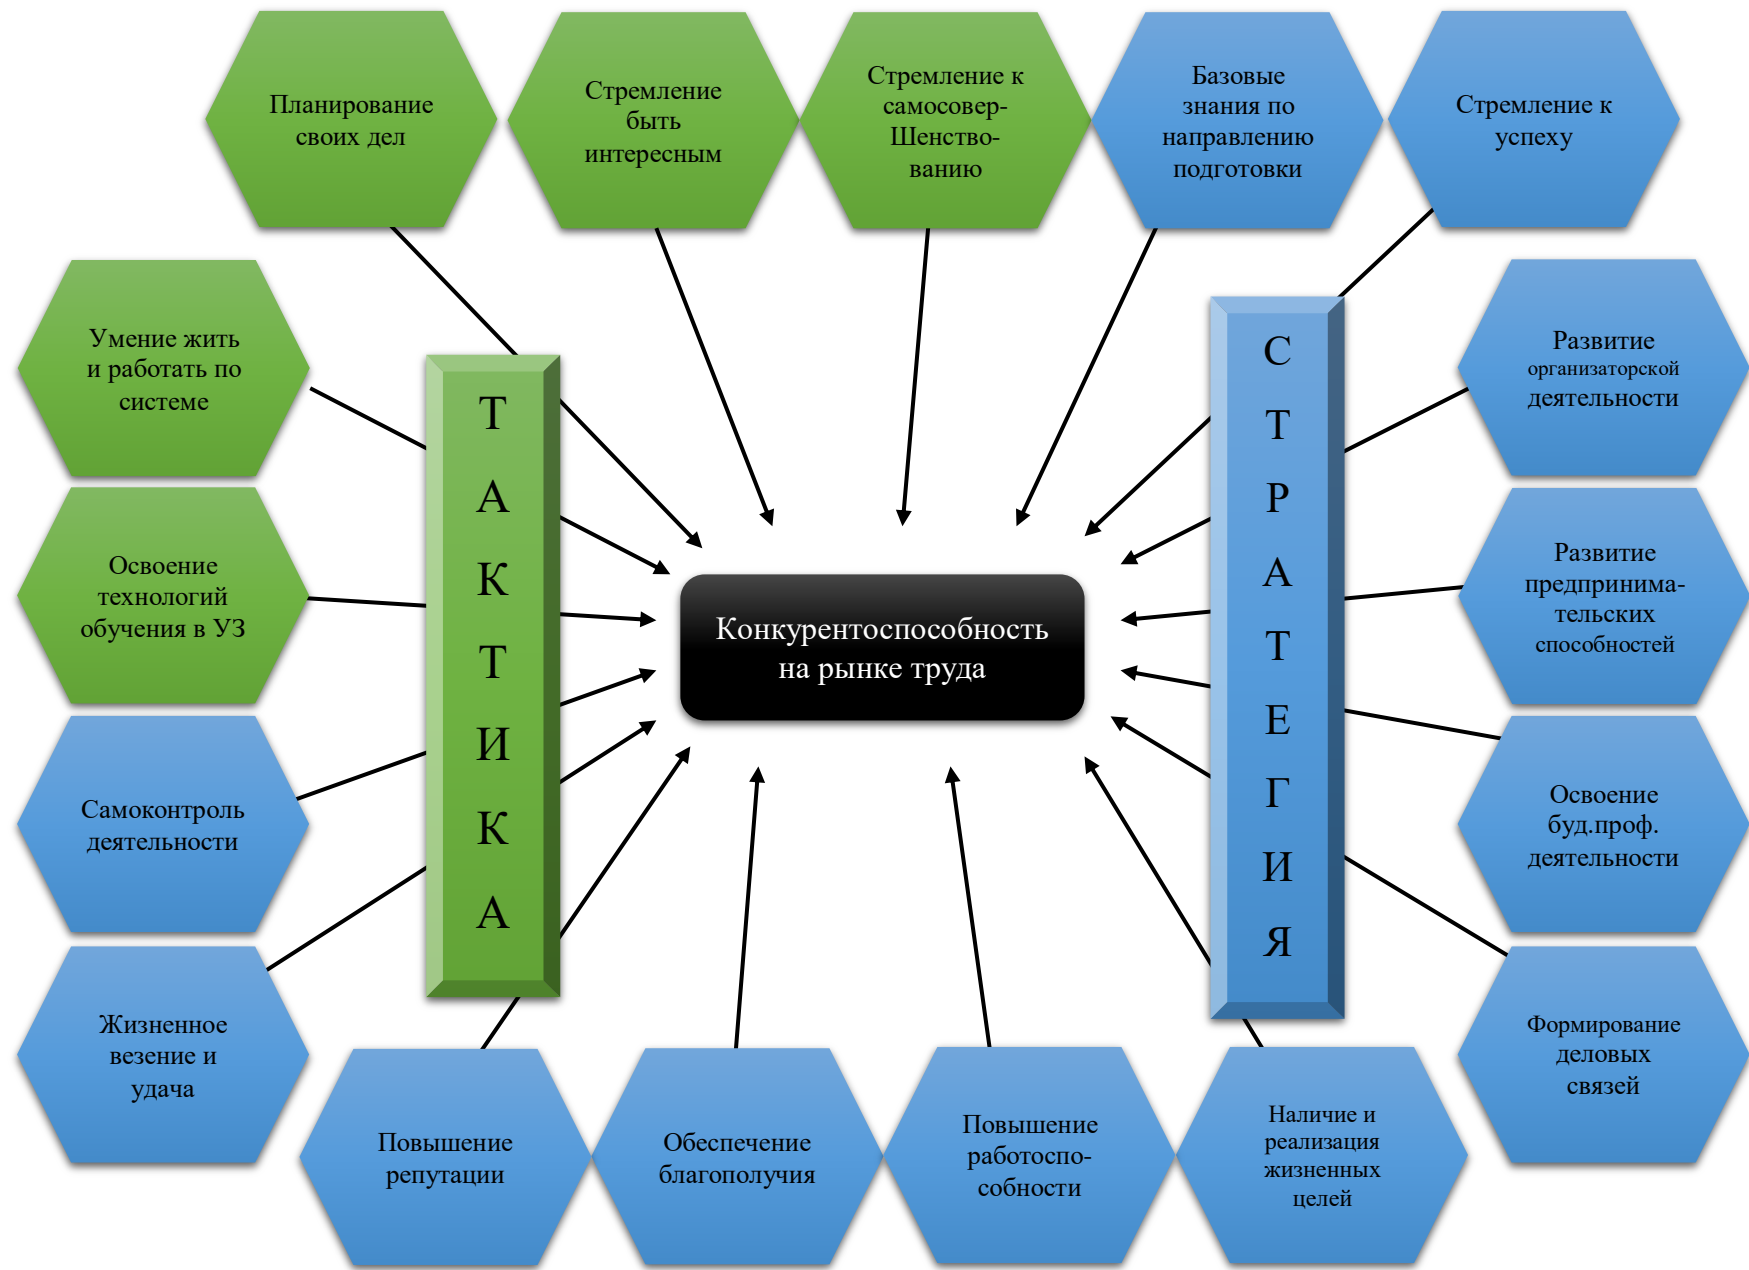 Планирование
своих дел
Стремление
быть
интересным
Стремление к
самосовер-
Шенство-
ванию
Базовые
знания по
направлению
подготовки
Стремление к
успеху
Умение жить
и работать по
системе
Т
А
К
Т
И
К
А
С
Т
Р
А
Т
Е
Г
И
Я
Развитие
организаторской
деятельности
Освоение
технологий
обучения в УЗ
Конкурентоспособность
на рынке труда
Развитие
предпринима-
тельских
способностей
Самоконтроль
деятельности
Освоение
буд.проф.
деятельности
Жизненное
везение и
удача
Формирование
деловых
связей
Повышение
репутации
Обеспечение
благополучия
Повышение
работоспо-
собности
Наличие и
реализация
жизненных
целей